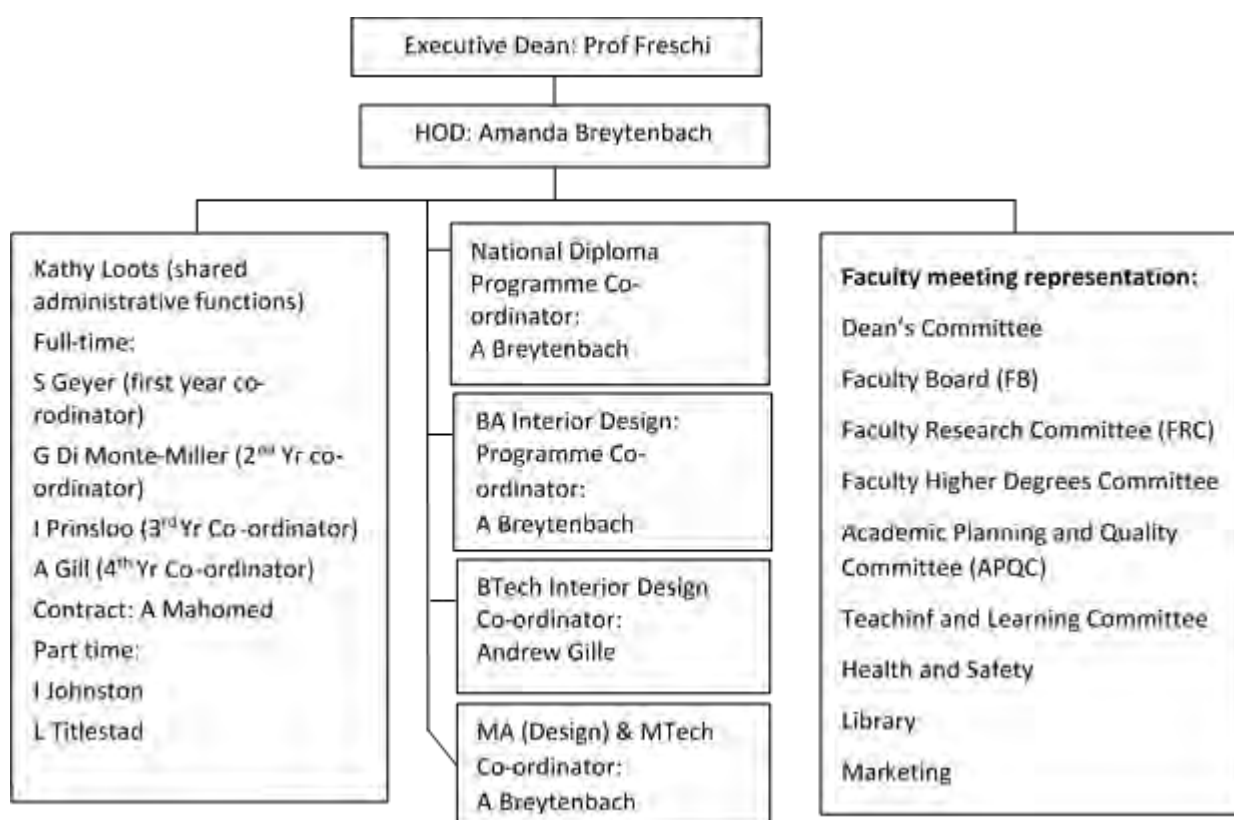 Executive Dean: Prof Freschi
HOD: Amanda Breytenbach
Kathy Loots (shared
administrative functions)
Full-time:
S Geyer (first year co-
rodinator)
G Di Monte-Miller (2nd Yr co-
ordinator)
I Prinsloo (3rd Yr Co-ordinator)
A Gill (4th Yr Co-ordinator)
Contract: A Mahomed
Part time:
I Johnston
L Titlestad
National Diploma
Programme Co-
ordinator:
A Breytenbach
BA Interior Design:
Programme Co-
ordinator:
A Breytenbach
BTech Interior Design
Co-ordinator:
Andrew Gille
MA (Design) & MTech
Co-ordinator:
A Breytenbach
Faculty meeting representation:
Dean's Committee
Faculty Board (FB)
Faculty Research Committee (FRC)
Faculty Higher Degrees Committee
Academic Planning and Quality
Committee (APQC)
Teachinf and Learning Committee
Health and Safety
Library
Marketing